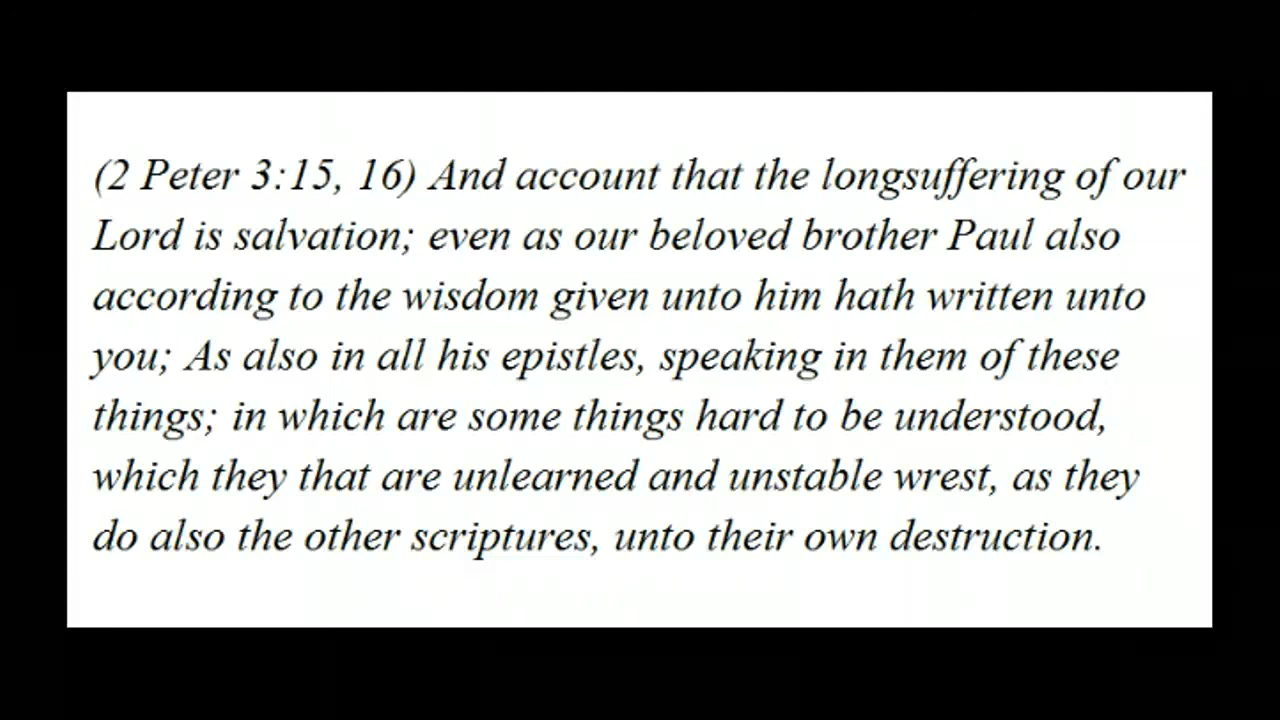 (2 Peter 3:15, 16) And account that the longsuffering of our
Lord is salvation; even as our beloved brother Paul also
according to the wisdom given unto him hath written unto
you; As also in all his epistles, speaking in them of these
things; in which are some things hard to be understood,
which they that are unlearned and unstable wrest, as they
do also the other scriptures, unto their own destruction.